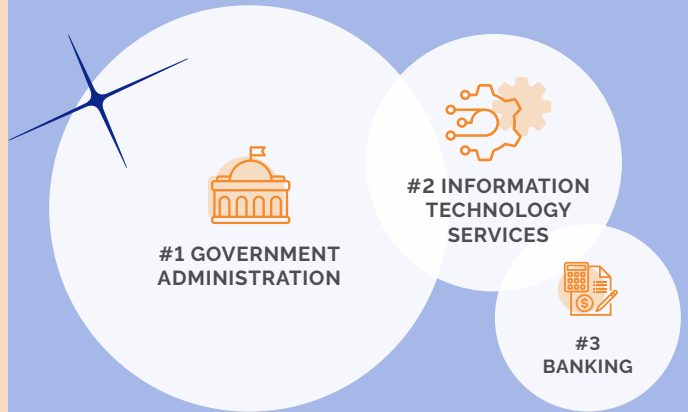 #1 GOVERNMENT
ADMINISTRATION
#2 INFORMATION
TECHNOLOGY
SERVICES
#3
BANKING